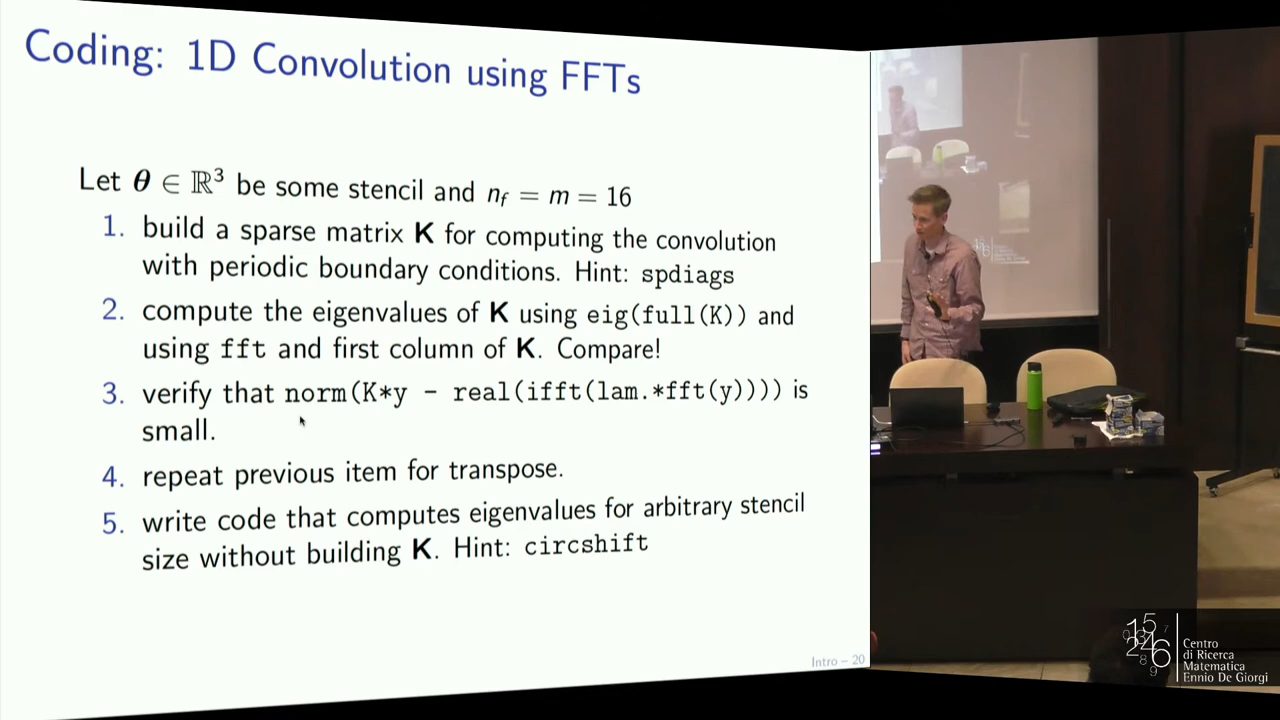 Coding: 1D Convolution using FFTs
Let θ ∈ ℝ³ be some stencil and n_f = m = 16
1. build a sparse matrix K for computing the convolution
with periodic boundary conditions. Hint: spdiags
2. compute the eigenvalues of K using eig(full(K)) and
using fft and first column of K. Compare!
3. verify that norm(K*y - real(ifft(lam.*fft(y)))) is
small.
4. repeat previous item for transpose.
5. write code that computes eigenvalues for arbitrary stencil
size without building K. Hint: circshift
Intro – 20
Centro
di Ricerca
Matematica
Ennio De Giorgi